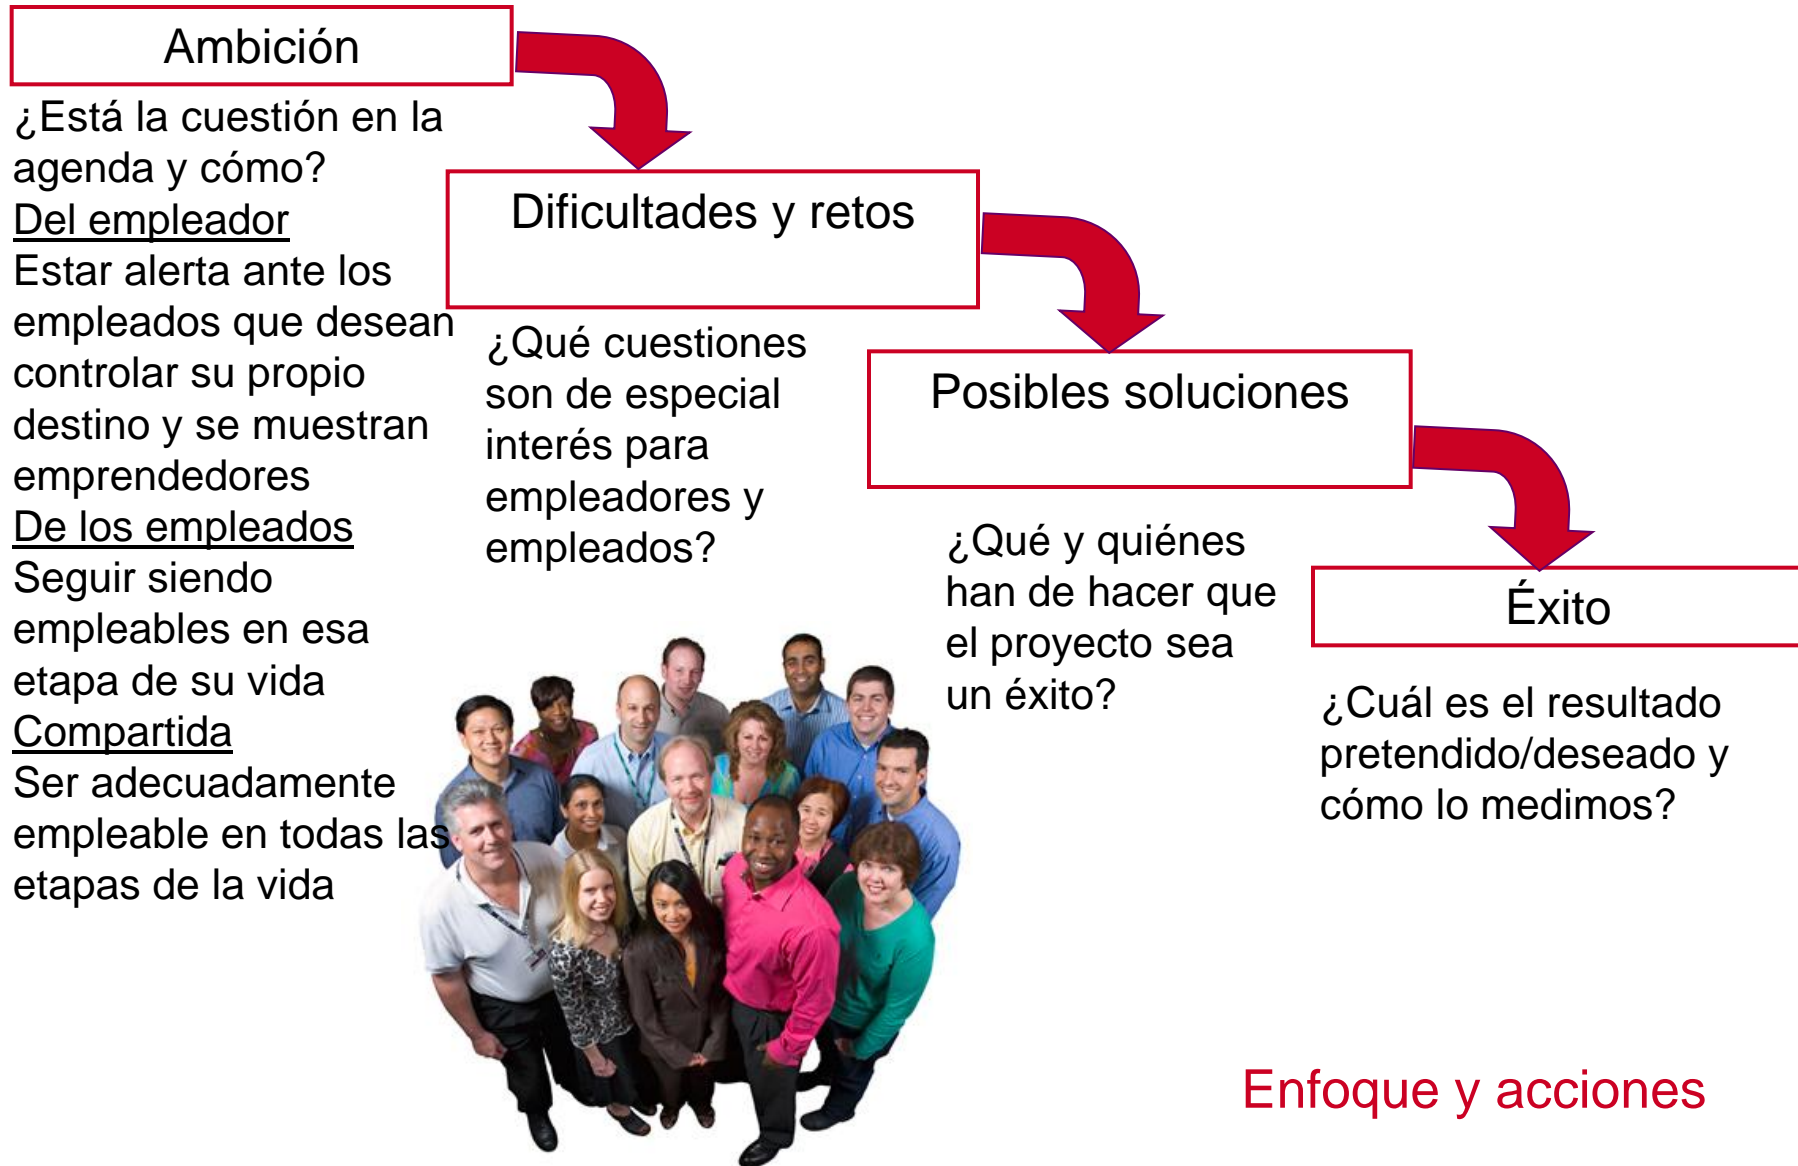 Ambición
¿Está la cuestión en la
agenda y cómo?
Del empleador
Estar alerta ante los
empleados que desean
controlar su propio
destino y se muestran
emprendedores
De los empleados
Seguir siendo
empleables en esa
etapa de su vida
Compartida
Ser adecuadamente
empleable en todas las
etapas de la vida
Dificultades y retos
¿Qué cuestiones
son de especial
interés para
empleadores y
empleados?
Posibles soluciones
¿Qué y quiénes
han de hacer que
el proyecto sea
un éxito?
Éxito
¿Cuál es el resultado
pretendido/deseado y
cómo lo medimos?
Enfoque y acciones